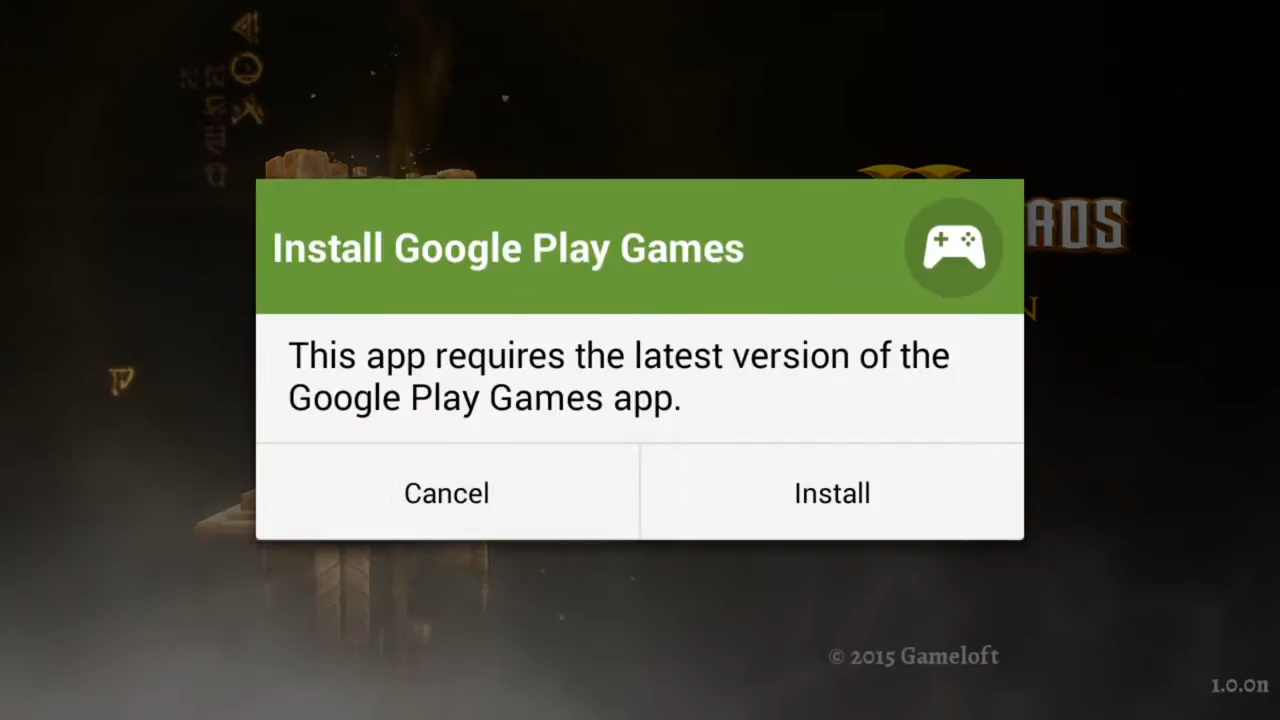 Install Google Play Games
This app requires the latest version of the
Google Play Games app.
Cancel
Install
© 2015 Gameloft
1.0.0n